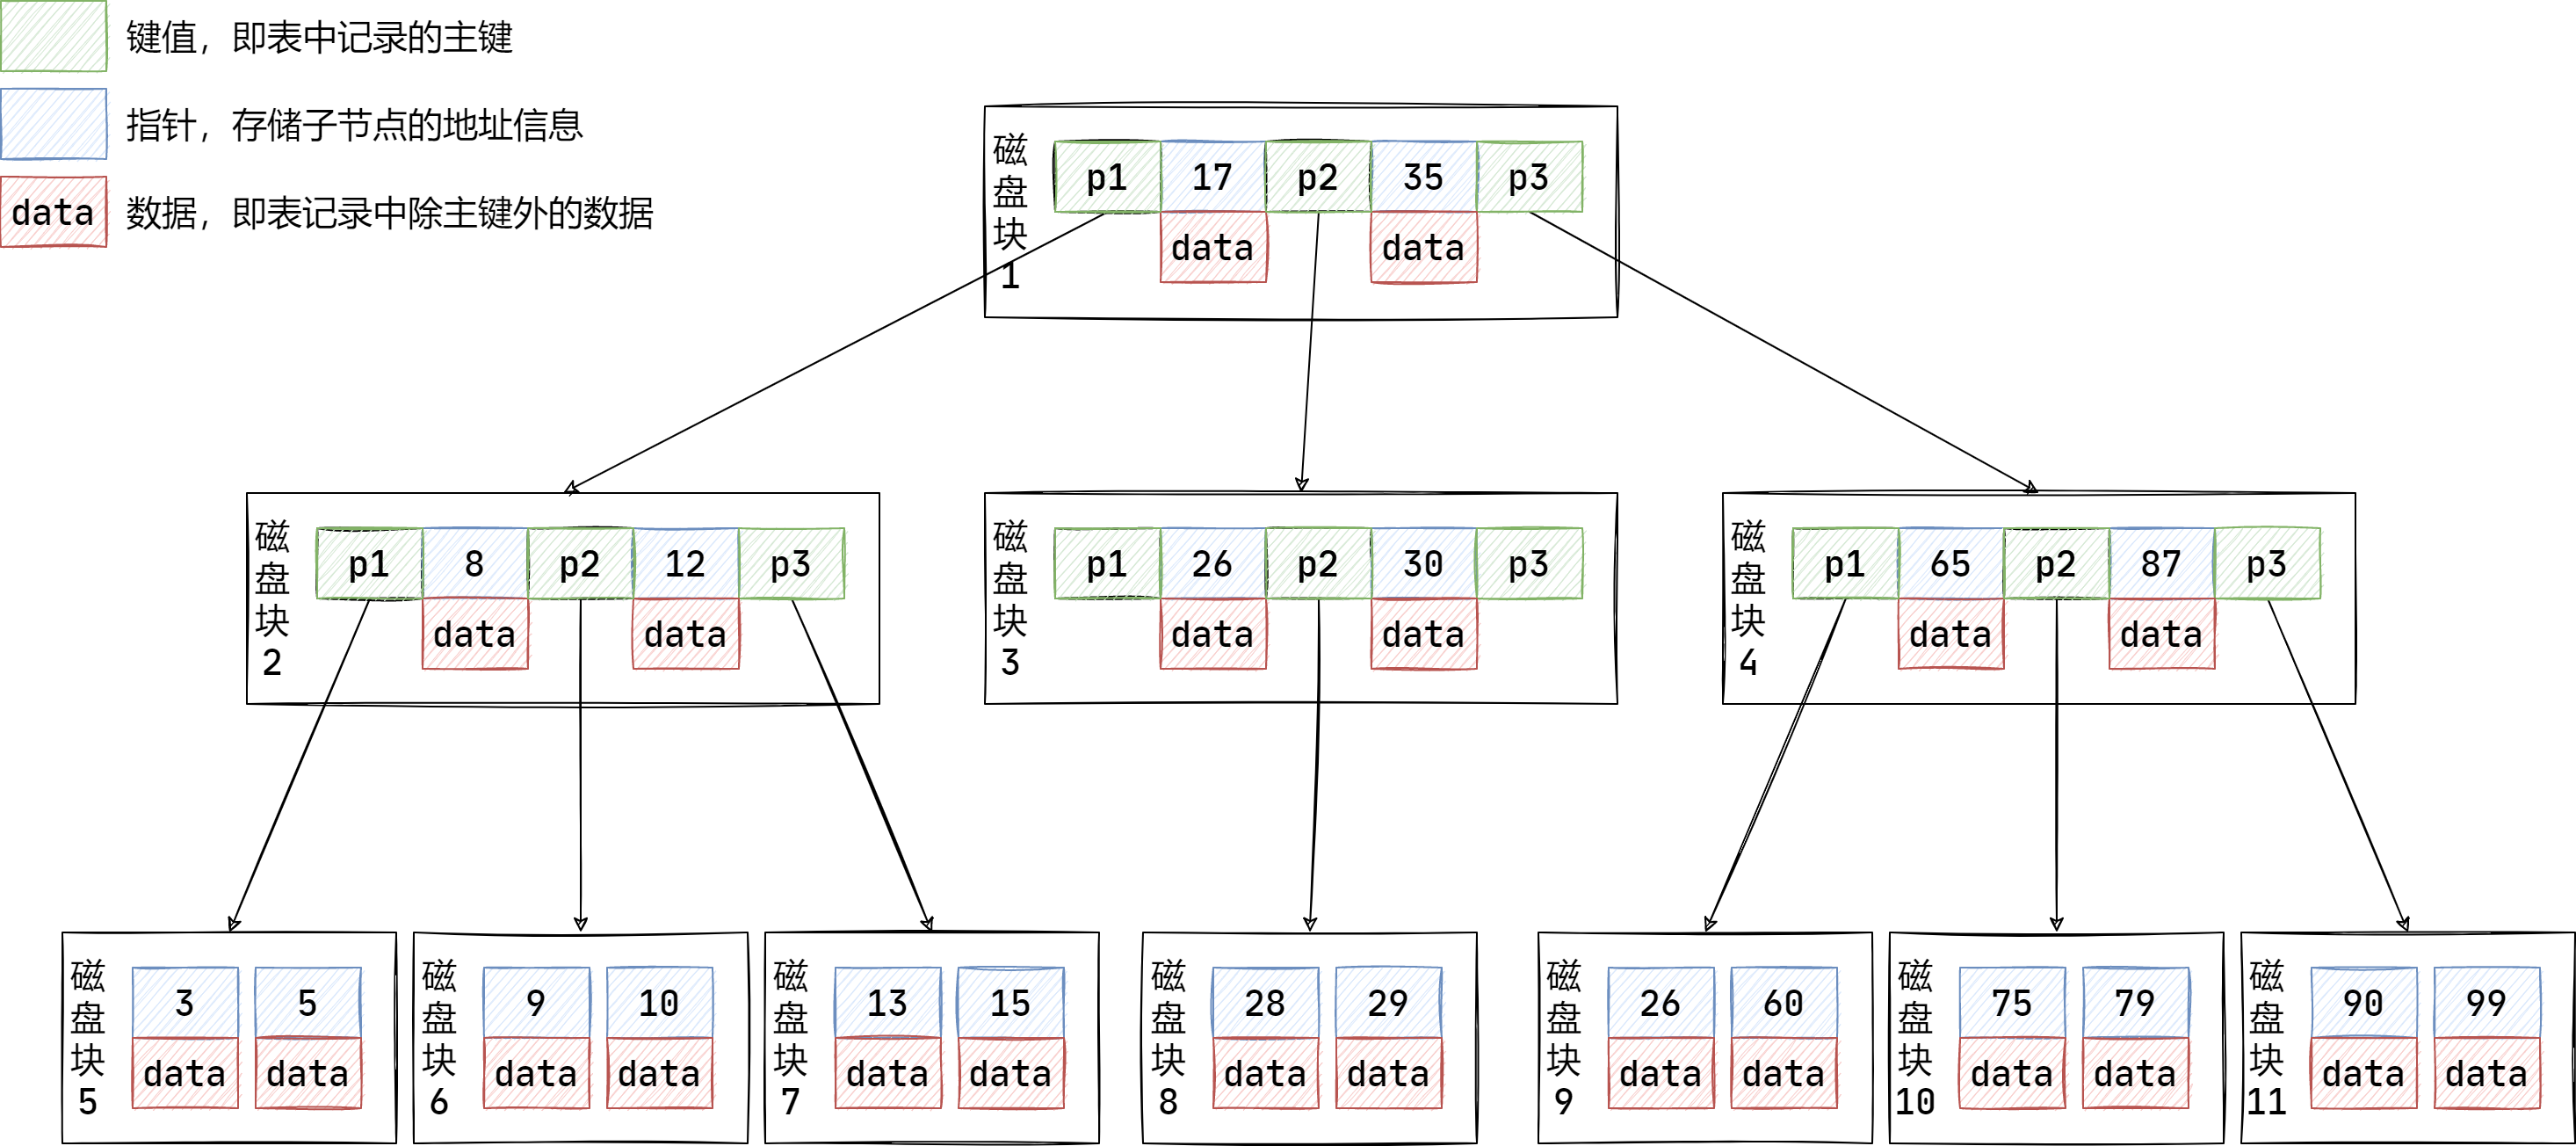 键值，即表中记录的主键
指针，存储子节点的地址信息
data 数据，即表记录中除主键外的数据
磁盘块1
p1 17 p2 35 p3
data data
磁盘块2
p1 8 p2 12 p3
data data
磁盘块3
p1 26 p2 30 p3
data data
磁盘块4
p1 65 p2 87 p3
data data
磁盘块5
3 5
data data
磁盘块6
9 10
data data
磁盘块7
13 15
data data
磁盘块8
28 29
data data
磁盘块9
26 60
data data
磁盘块10
75 79
data data
磁盘块11
90 99
data data